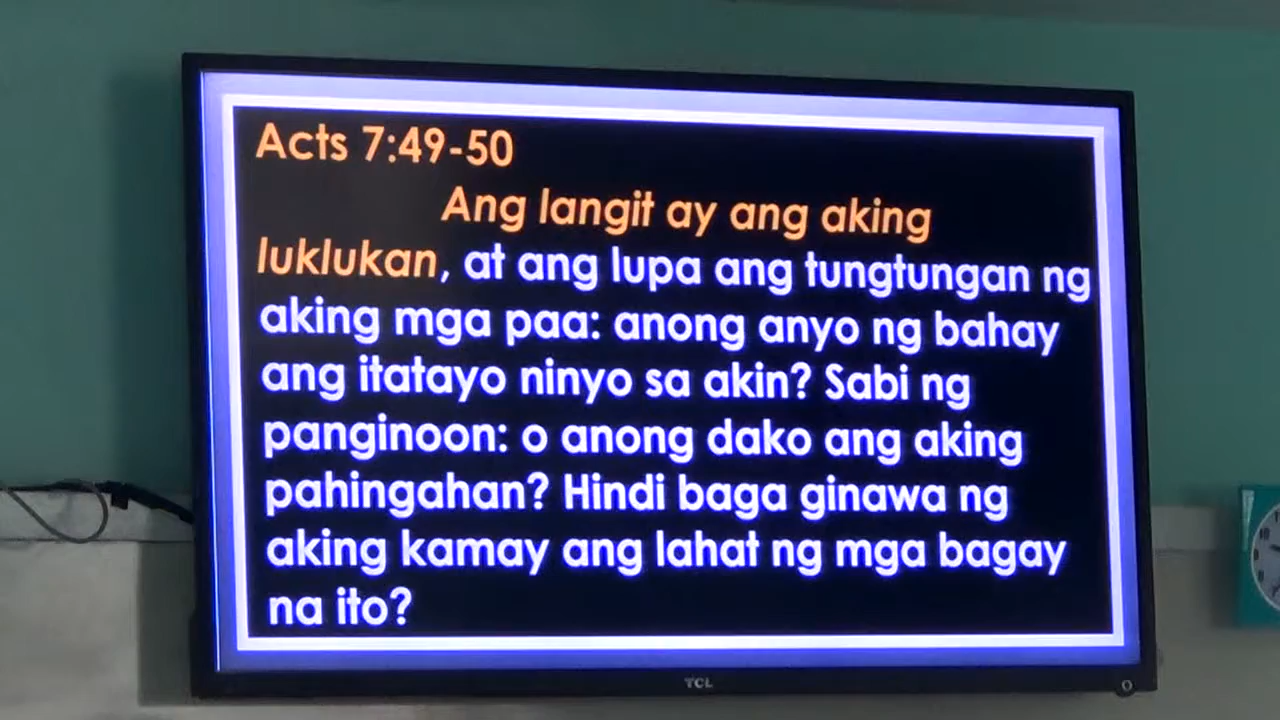 Acts 7:49-50
Ang langit ay ang aking
luklukan, at ang lupa ang tungtungan ng
aking mga paa: anong anyo ng bahay
ang itatayo ninyo sa akin? Sabi ng
panginoon: o anong dako ang aking
pahingahan? Hindi baga ginawa ng
aking kamay ang lahat ng mga bagay
na ito?
TCL